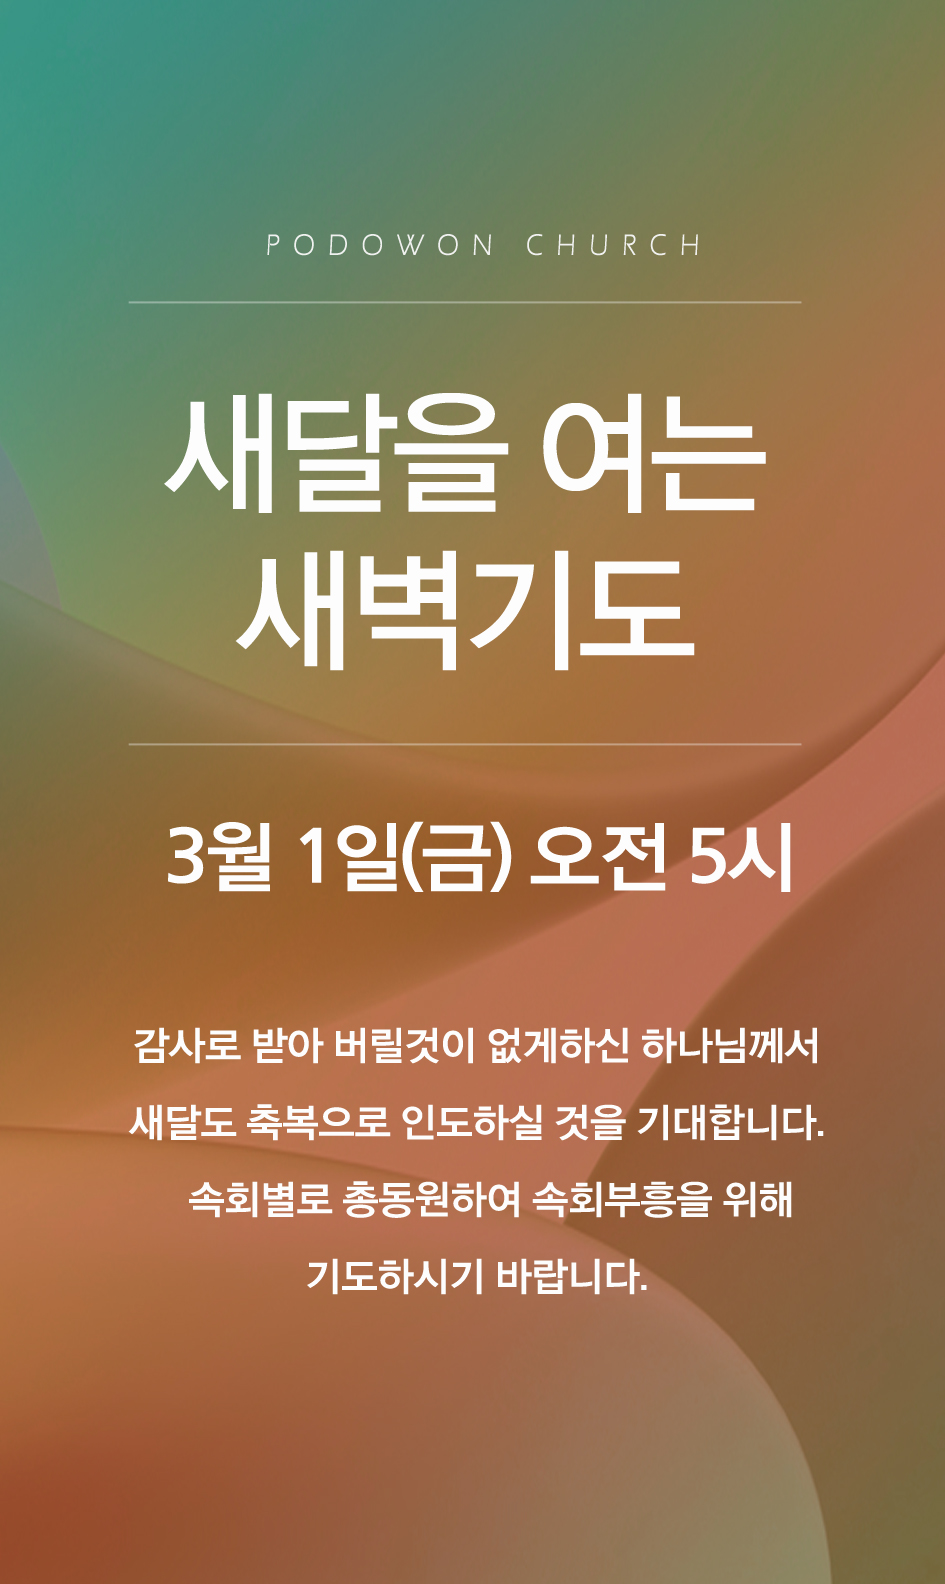 PODOWON CHURCH
새달을 여는
새벽기도
3월 1일(금) 오전 5시
감사로 받아 버릴것이 없게하신 하나님께서
새달도 축복으로 인도하실 것을 기대합니다.
속회별로 총동원하여 속회부흥을 위해
기도하시기 바랍니다.